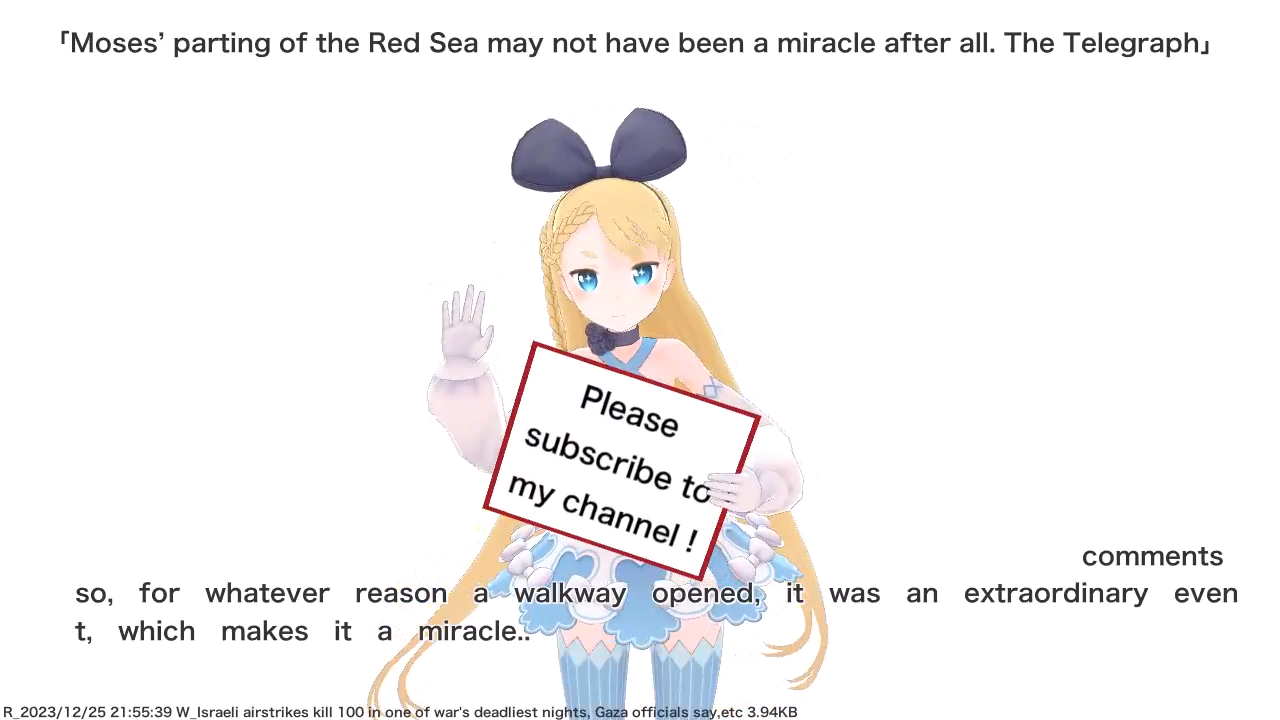 「Moses’ parting of the Red Sea may not have been a miracle after all. The Telegraph」
Please
subscribe to
my channel !
comments
so, for whatever reason a walkway opened, it was an extraordinary even
t, which makes it a miracle..
R_2023/12/25 21:55:39 W_Israeli airstrikes kill 100 in one of war's deadliest nights, Gaza officials say,etc 3.94KB